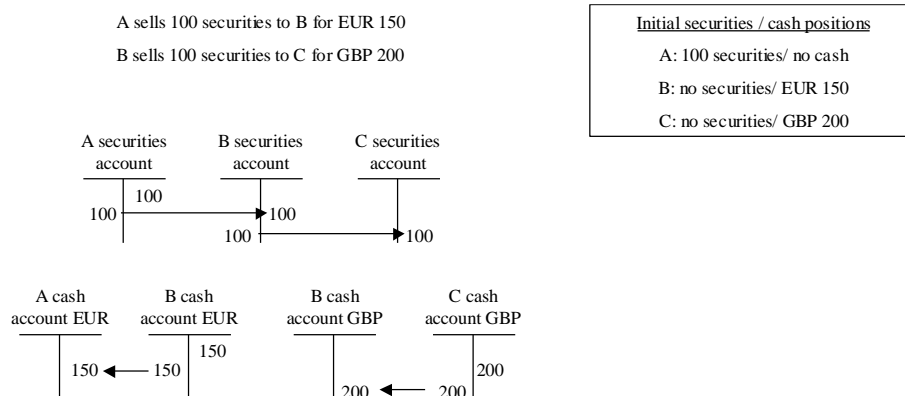 A sells 100 securities to B for EUR 150
B sells 100 securities to C for GBP 200
Initial securities / cash positions
A: 100 securities/ no cash
B: no securities/ EUR 150
C: no securities/ GBP 200
A securities account
B securities account
C securities account
100
100 100
100 100
A cash account EUR
B cash account EUR
B cash account GBP
C cash account GBP
150
150 150
200
200 200